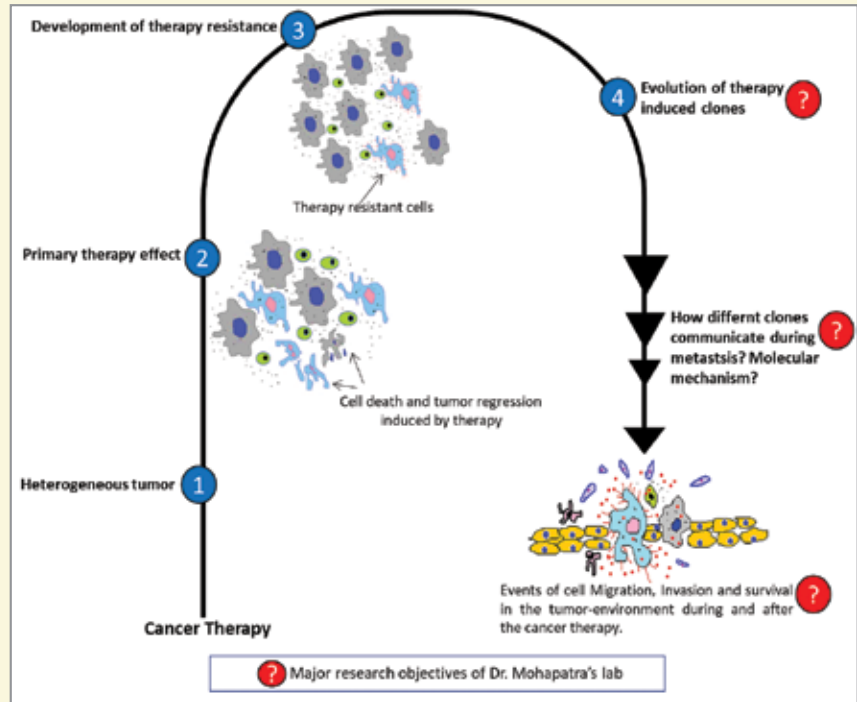 Development of therapy resistance
3
4
Evolution of therapy
induced clones
?
Therapy resistant cells
Primary therapy effect
2
How differnt clones
communicate during
metastsis? Molecular
mechanism?
?
Cell death and tumor regression
induced by therapy
Heterogeneous tumor
1
Events of cell Migration, Invasion and survival
in the tumor-environment during and after
the cancer therapy.
?
Cancer Therapy
? Major research objectives of Dr. Mohapatra's lab